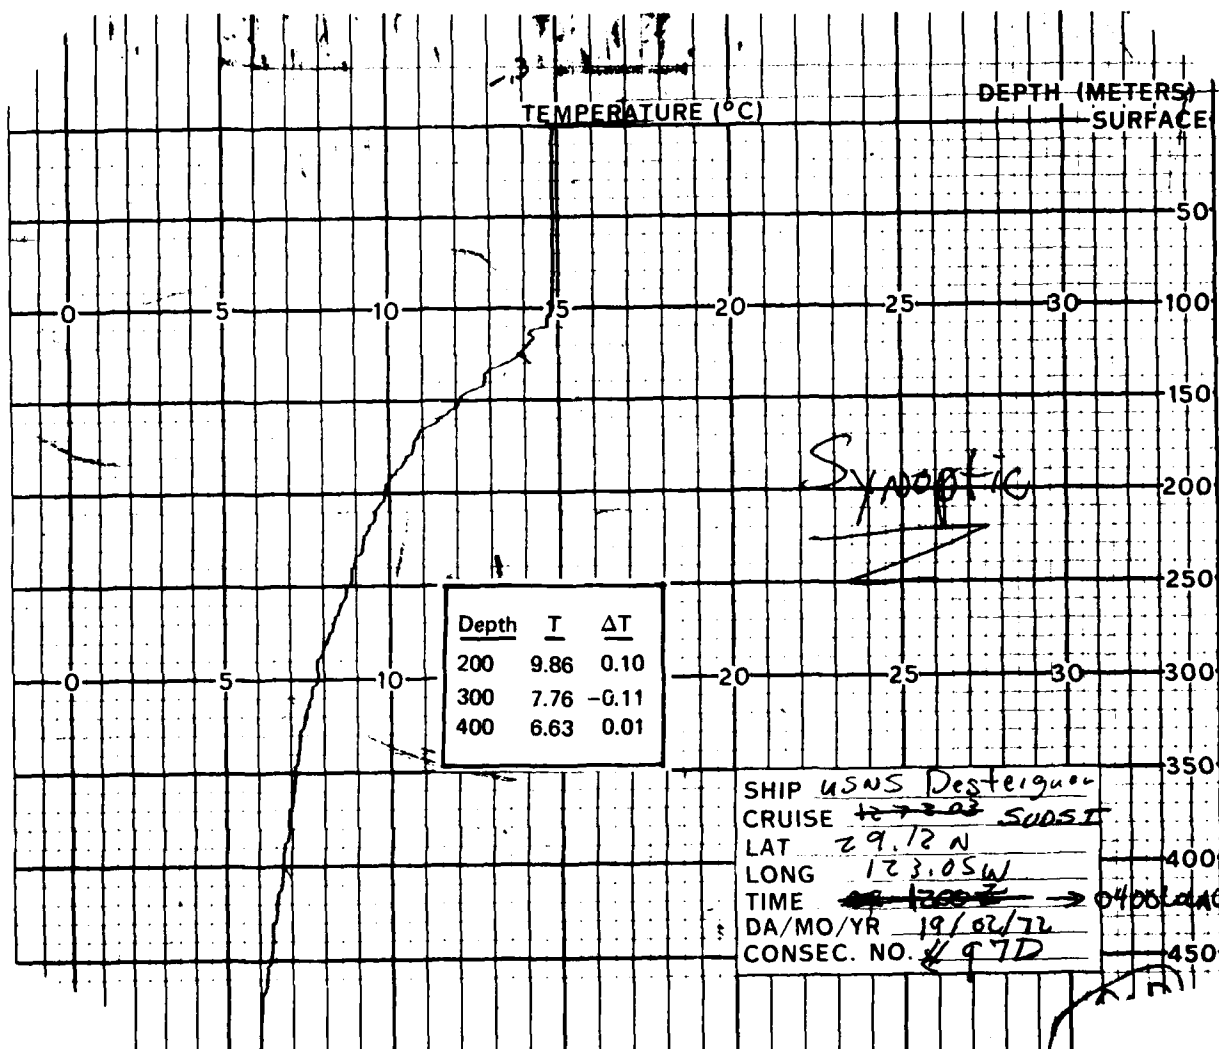 -.3
DEPTH (METERS)
TEMPERATURE (°C)
SURFACE
50
0 5 10 15 20 25 30 100
150
Synoptic
200
250
Depth T ΔT
200 9.86 0.10
300 7.76 -0.11
400 6.63 0.01
0 5 10 20 25 30 300
350
SHIP USNS Desteiguer
CRUISE SUDS I
LAT 29.12 N
400
LONG 123.05W
TIME → 0400
DA/MO/YR 19/02/72
CONSEC. NO. # 97D
450